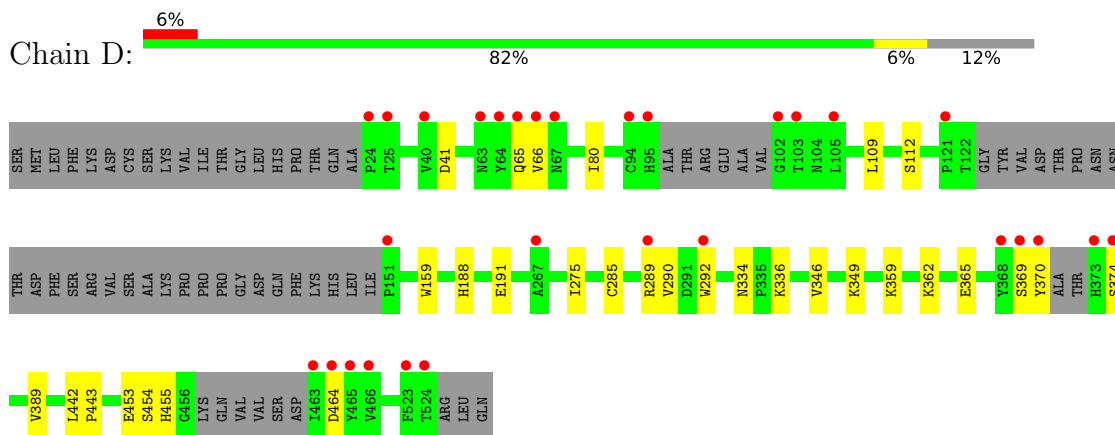 6%
Chain D:
82% 6% 12%
SER MET LEU PHE LYS ASP CYS SER LYS VAL ILE THR GLY LEU HIS PRO THR GLN ALA P24 T25 V40 D41 N63 Y64 Q65 V66 N67 I80 C94 H95 ALA THR ARG GLU ALA VAL G102 T103 N104 L105 L109 S112 P121 T122 GLY TYR VAL ASP THR PRO ASN ASN
THR ASP PHE SER ARG VAL SER ALA LYS PRO PRO PRO GLY ASP GLN PHE LYS HIS LEU ILE P151 W159 H188 E191 A267 I275 C285 R289 V290 D291 W292 N334 P335 K336 V346 K349 K359 K362 E365 Y368 S369 Y370 ALA THR H373 S374
V389 L442 P443 E453 S454 H455 G456 LYS GLN VAL VAL SER ASP I463 D464 Y465 V466 F523 T524 ARG LEU GLN